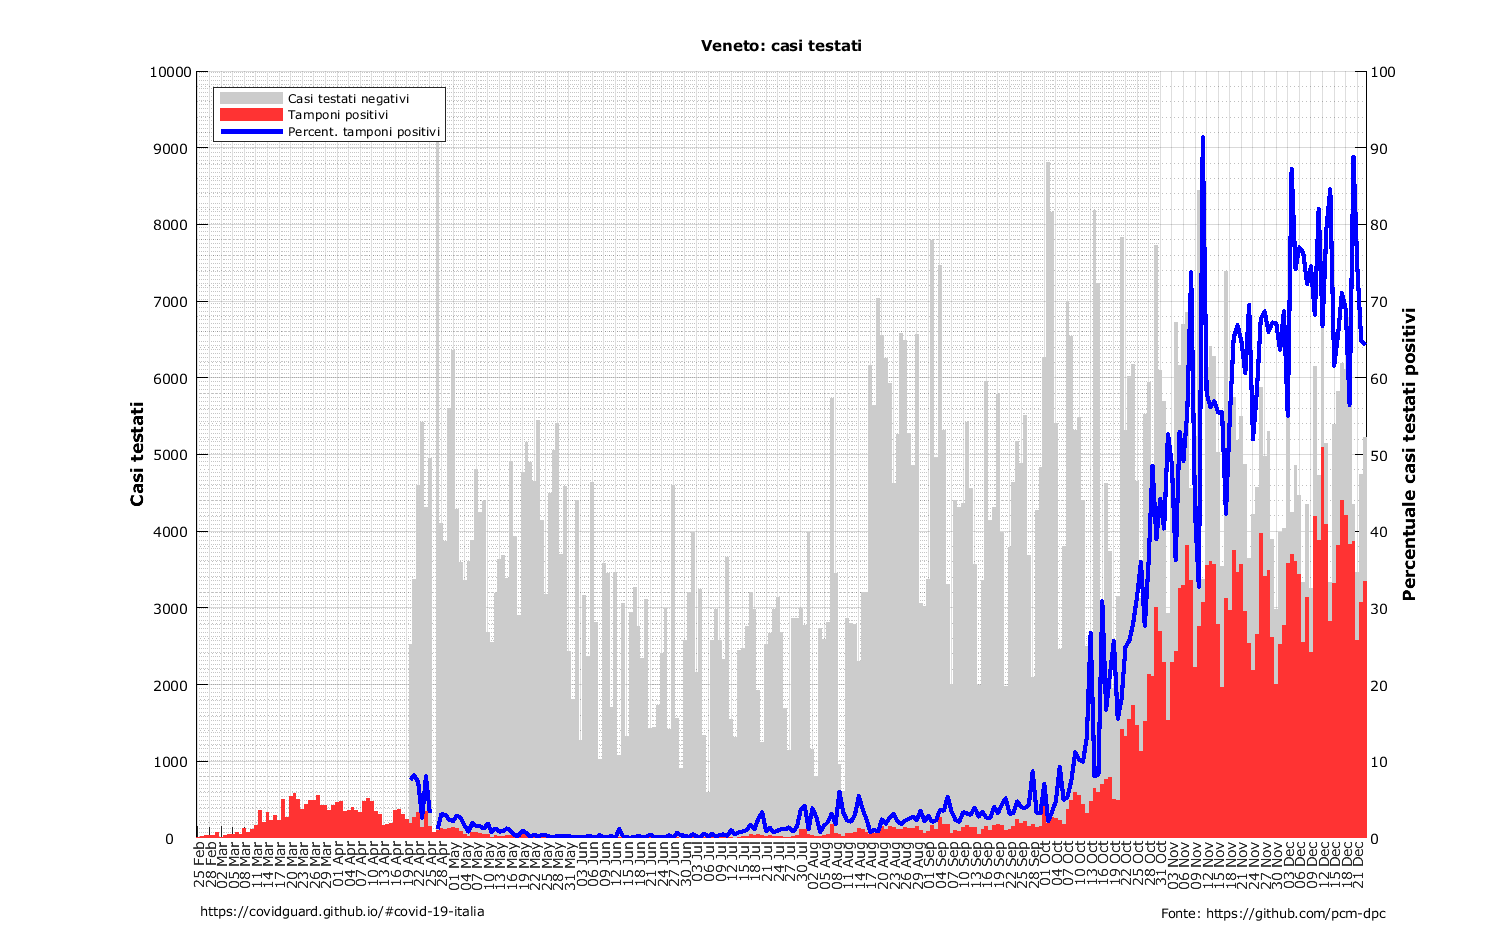 Veneto: casi testati
Casi testati negativi
Tamponi positivi
Percent. tamponi positivi
Casi testati
10000
9000
8000
7000
6000
5000
4000
3000
2000
1000
0
Percentuale casi testati positivi
100
90
80
70
60
50
40
30
20
10
0
25 Feb
28 Feb
02 Mar
05 Mar
08 Mar
11 Mar
14 Mar
17 Mar
20 Mar
23 Mar
26 Mar
29 Mar
01 Apr
04 Apr
07 Apr
10 Apr
13 Apr
16 Apr
19 Apr
22 Apr
25 Apr
28 Apr
01 May
04 May
07 May
10 May
13 May
16 May
19 May
22 May
25 May
28 May
31 May
03 Jun
06 Jun
09 Jun
12 Jun
15 Jun
18 Jun
21 Jun
24 Jun
27 Jun
30 Jun
03 Jul
06 Jul
09 Jul
12 Jul
15 Jul
18 Jul
21 Jul
24 Jul
27 Jul
30 Jul
02 Aug
05 Aug
08 Aug
11 Aug
14 Aug
17 Aug
20 Aug
23 Aug
26 Aug
29 Aug
01 Sep
04 Sep
07 Sep
10 Sep
13 Sep
16 Sep
19 Sep
22 Sep
25 Sep
28 Sep
01 Oct
04 Oct
07 Oct
10 Oct
13 Oct
16 Oct
19 Oct
22 Oct
25 Oct
28 Oct
31 Oct
03 Nov
06 Nov
09 Nov
12 Nov
15 Nov
18 Nov
21 Nov
24 Nov
27 Nov
30 Nov
03 Dec
06 Dec
09 Dec
12 Dec
15 Dec
18 Dec
21 Dec
https://covidguard.github.io/#covid-19-italia
Fonte: https://github.com/pcm-dpc